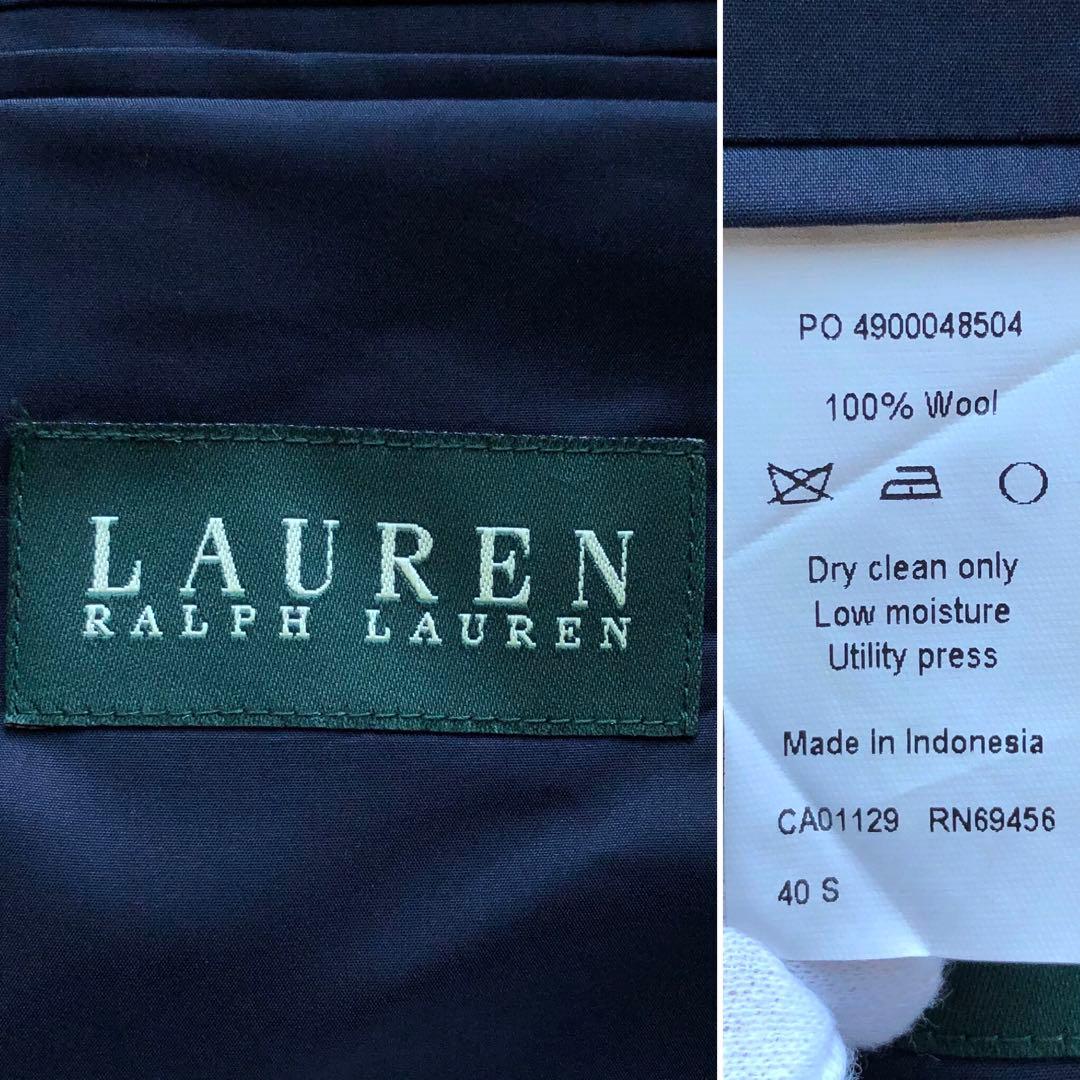 LAUREN
RALPH LAUREN
PO 4900048504
100% Wool
Dry clean only
Low moisture
Utility press
Made In Indonesia
CA01129 RN69456
40 S